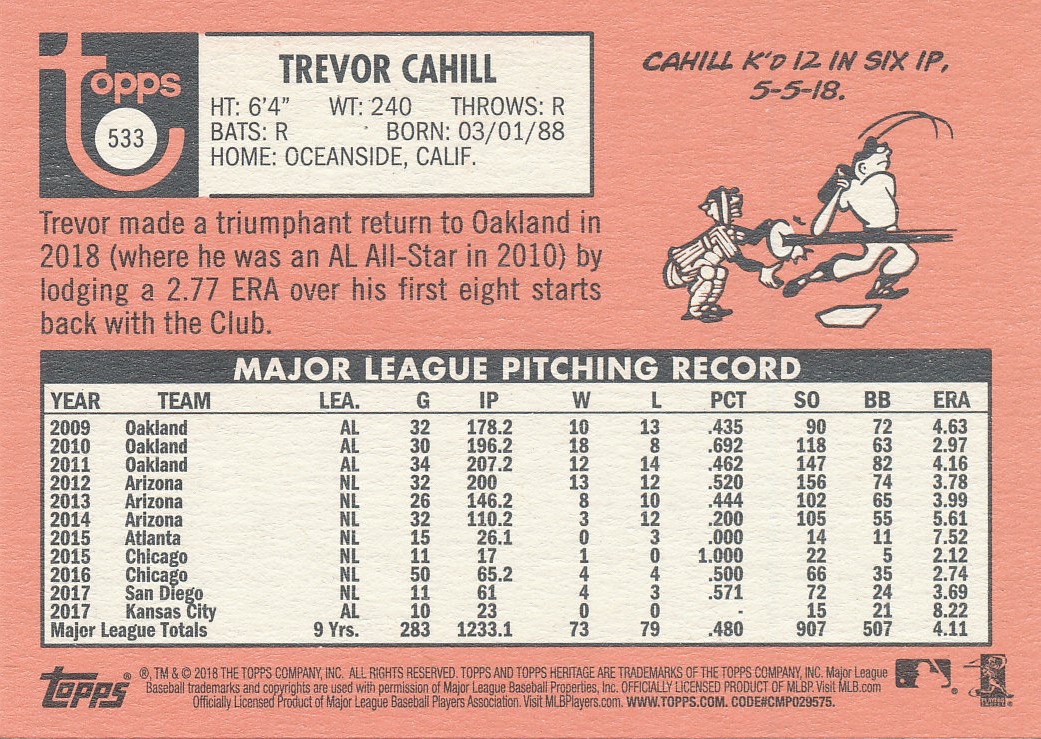 topps
533
TREVOR CAHILL
HT: 6'4" WT: 240 THROWS: R
BATS: R BORN: 03/01/88
HOME: OCEANSIDE, CALIF.
CAHILL K'D 12 IN SIX IP,
5-5-18.
Trevor made a triumphant return to Oakland in
2018 (where he was an AL All-Star in 2010) by
lodging a 2.77 ERA over his first eight starts
back with the Club.
MAJOR LEAGUE PITCHING RECORD
YEAR TEAM LEA. G IP W L PCT SO BB ERA
2009 Oakland AL 32 178.2 10 13 .435 90 72 4.63
2010 Oakland AL 30 196.2 18 8 .692 118 63 2.97
2011 Oakland AL 34 207.2 12 14 .462 147 82 4.16
2012 Arizona NL 32 200 13 12 .520 156 74 3.78
2013 Arizona NL 26 146.2 8 10 .444 102 65 3.99
2014 Arizona NL 32 110.2 3 12 .200 105 55 5.61
2015 Atlanta NL 15 26.1 0 3 .000 14 11 7.52
2015 Chicago NL 11 17 1 0 1.000 22 5 2.12
2016 Chicago NL 50 65.2 4 4 .500 66 35 2.74
2017 San Diego NL 11 61 4 3 .571 72 24 3.69
2017 Kansas City AL 10 23 0 0 - 15 21 8.22
Major League Totals 9 Yrs. 283 1233.1 73 79 .480 907 507 4.11
topps® ®, TM & © 2018 THE TOPPS COMPANY, INC. ALL RIGHTS RESERVED. TOPPS AND TOPPS HERITAGE ARE TRADEMARKS OF THE TOPPS COMPANY, INC. Major League
Baseball trademarks and copyrights are used with permission of Major League Baseball Properties, Inc. OFFICIALLY LICENSED PRODUCT OF MLBP. Visit MLB.com
Officially Licensed Product of Major League Baseball Players Association. Visit MLBPlayers.com. WWW.TOPPS.COM. CODE#CMP029575.